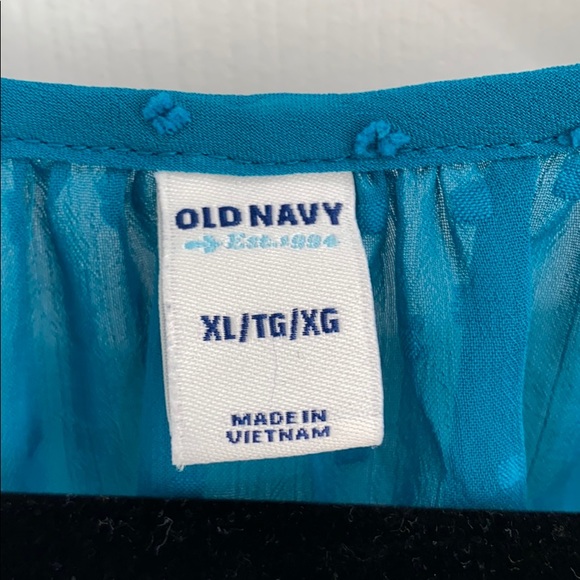 OLD NAVY
Est. 1994
XL/TG/XG
MADE IN
VIETNAM